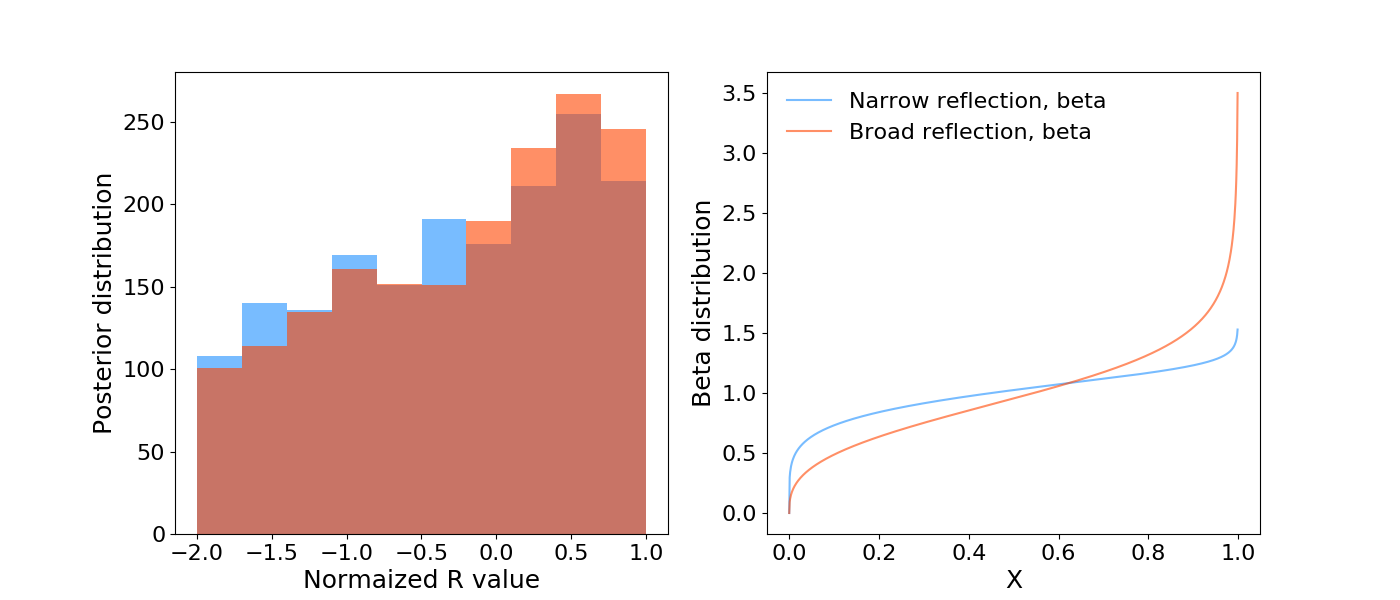 Posterior distribution
250
200
150
100
50
0
−2.0 −1.5 −1.0 −0.5 0.0 0.5 1.0
Normaized R value
Beta distribution
3.5
3.0
2.5
2.0
1.5
1.0
0.5
0.0
Narrow reflection, beta
Broad reflection, beta
0.0 0.2 0.4 0.6 0.8 1.0
X